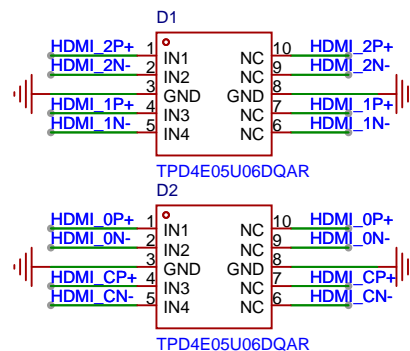 D1
HDMI_2P+ 1 IN1 NC 10 HDMI_2P+
HDMI_2N- 2 IN2 NC 9 HDMI_2N-
3 GND GND 8
HDMI_1P+ 4 IN3 NC 7 HDMI_1P+
HDMI_1N- 5 IN4 NC 6 HDMI_1N-
TPD4E05U06DQAR
D2
HDMI_0P+ 1 IN1 NC 10 HDMI_0P+
HDMI_0N- 2 IN2 NC 9 HDMI_0N-
3 GND GND 8
HDMI_CP+ 4 IN3 NC 7 HDMI_CP+
HDMI_CN- 5 IN4 NC 6 HDMI_CN-
TPD4E05U06DQAR